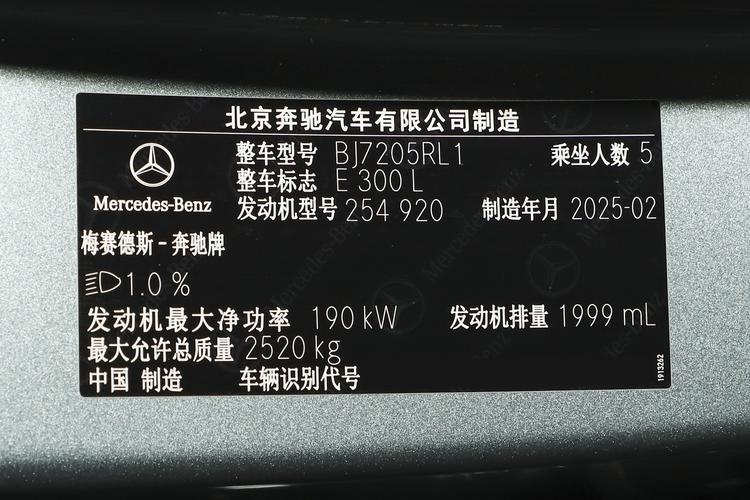 北京奔驰汽车有限公司制造
整车型号 BJ7205RL1 乘坐人数 5
整车标志 E 300 L
Mercedes-Benz
发动机型号 254 920 制造年月 2025-02
梅赛德斯-奔驰牌
1.0 %
发动机最大净功率 190 kW 发动机排量 1999 mL
最大允许总质量 2520 kg
中国 制造 车辆识别代号
1913262